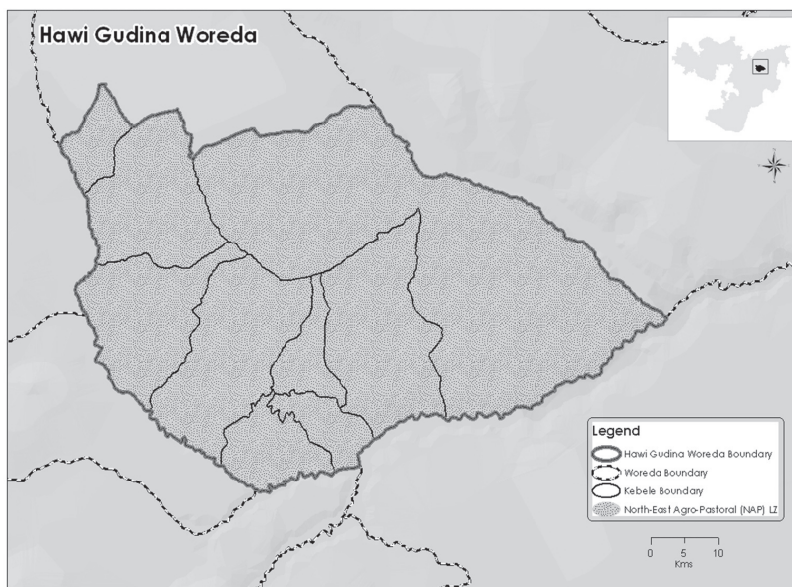 Hawi Gudina Woreda
Legend
Hawi Gudina Woreda Boundary
Woreda Boundary
Kebele Boundary
North-East Agro-Pastoral (NAP) LZ
0 5 10
Kms